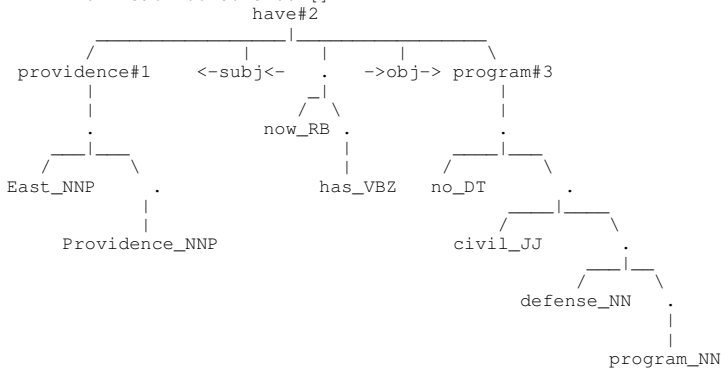 have#2
providence#1 <-subj<- . ->obj-> program#3
now_RB .
. .
East_NNP . has_VBZ no_DT .
Providence_NNP civil_JJ .
defense_NN .
program_NN